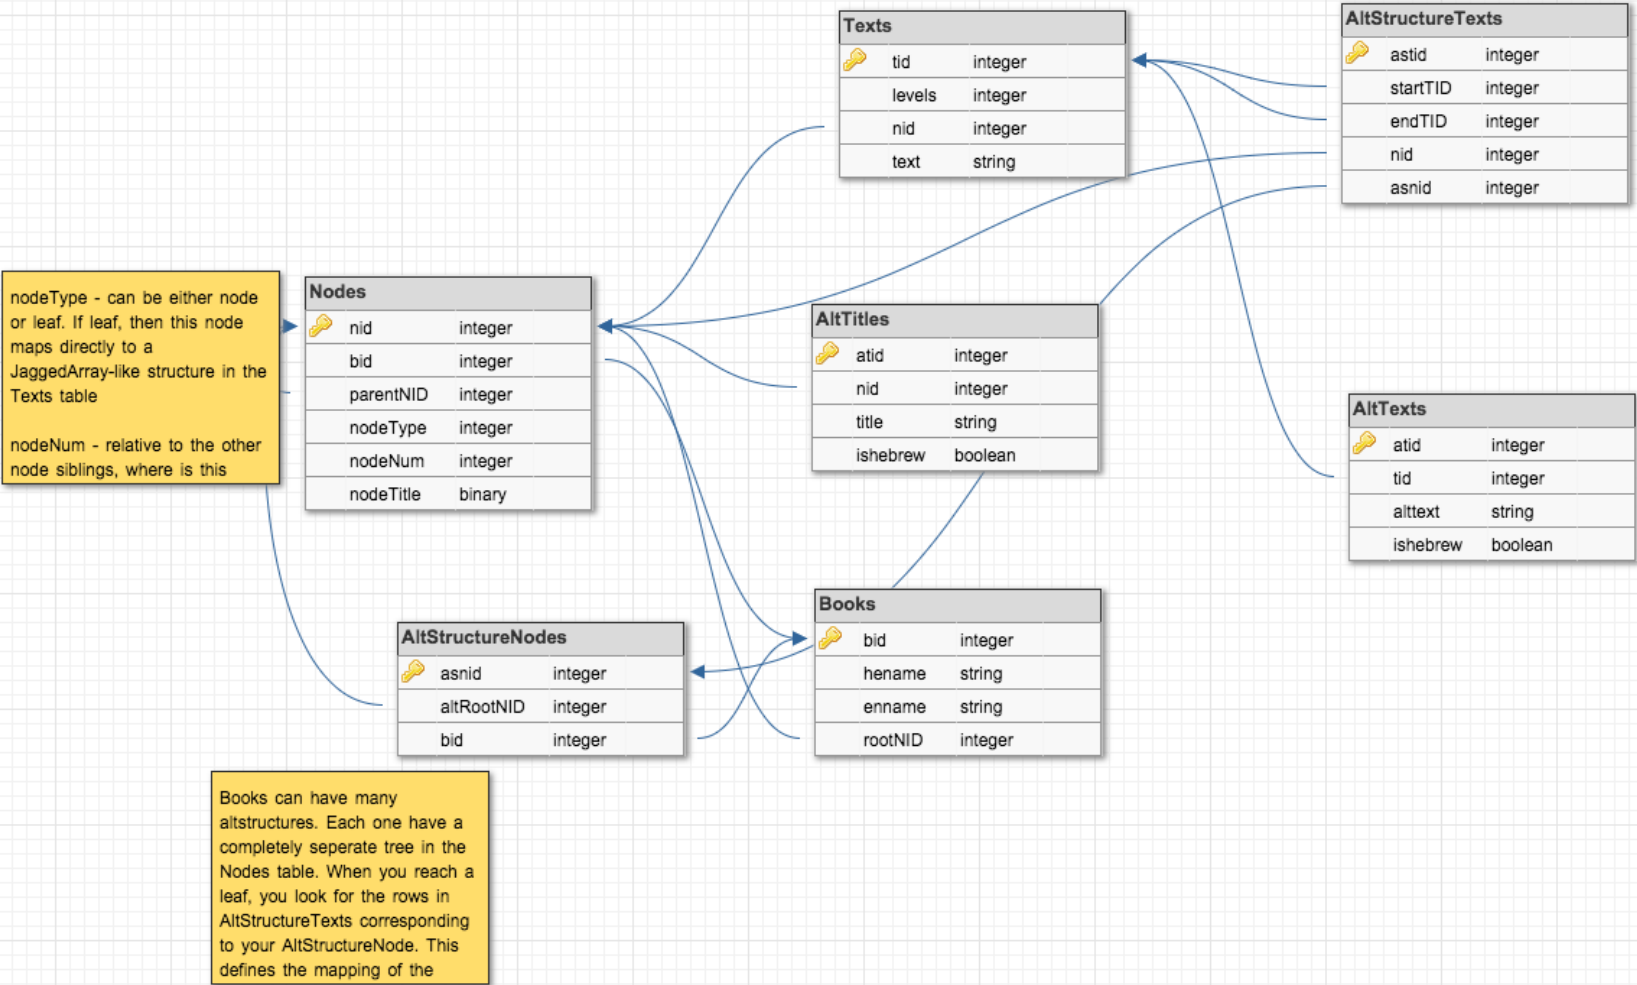 Texts
tid integer
levels integer
nid integer
text string
AltStructureTexts
astid integer
startTID integer
endTID integer
nid integer
asnid integer
nodeType - can be either node
or leaf. If leaf, then this node
maps directly to a
JaggedArray-like structure in the
Texts table
nodeNum - relative to the other
node siblings, where is this
Nodes
nid integer
bid integer
parentNID integer
nodeType integer
nodeNum integer
nodeTitle binary
AltTitles
atid integer
nid integer
title string
ishebrew boolean
AltTexts
atid integer
tid integer
alttext string
ishebrew boolean
AltStructureNodes
asnid integer
altRootNID integer
bid integer
Books
bid integer
hename string
enname string
rootNID integer
Books can have many
altstructures. Each one have a
completely seperate tree in the
Nodes table. When you reach a
leaf, you look for the rows in
AltStructureTexts corresponding
to your AltStructureNode. This
defines the mapping of the